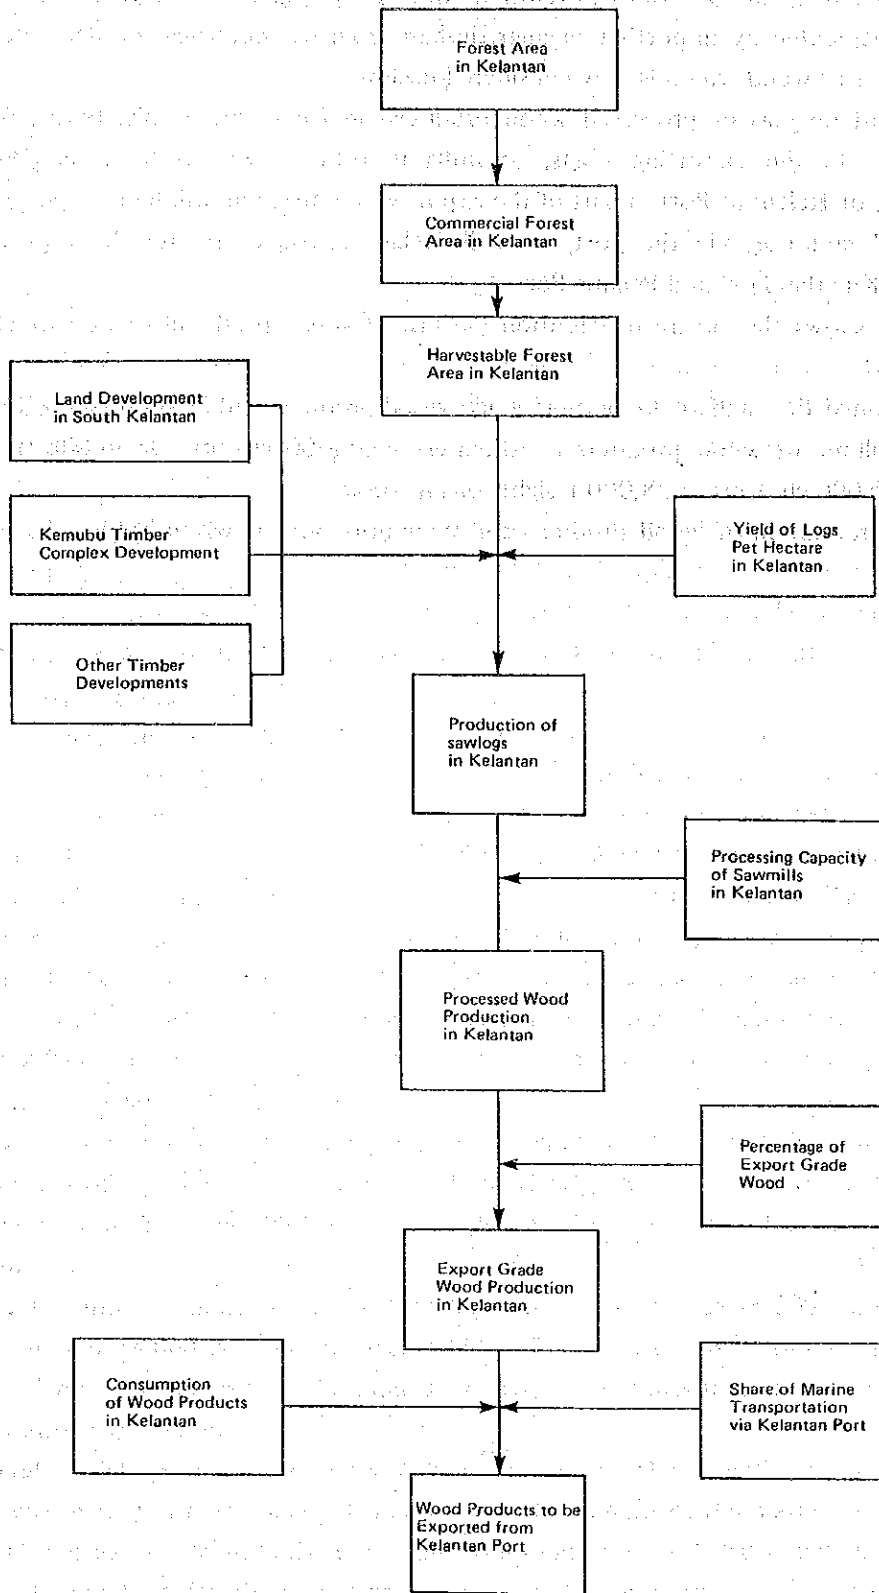 Forest Area
in Kelantan
Commercial Forest
Area in Kelantan
Harvestable Forest
Area in Kelantan
Land Development
in South Kelantan
Kemubu Timber
Complex Development
Yield of Logs
Pet Hectare
in Kelantan
Other Timber
Developments
Production of
sawlogs
in Kelantan
Processing Capacity
of Sawmills
in Kelantan
Processed Wood
Production
in Kelantan
Percentage of
Export Grade
Wood
Export Grade
Wood Production
in Kelantan
Consumption
of Wood Products
in Kelantan
Share of Marine
Transportation
via Kelantan Port
Wood Products to be
Exported from
Kelantan Port